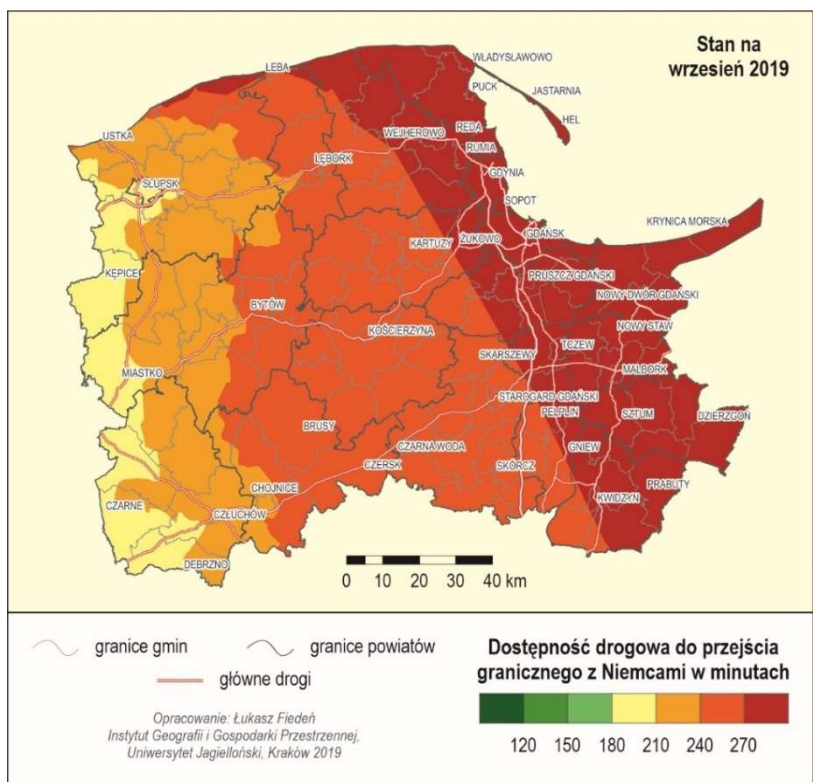 Stan na
wrzesień 2019
WŁADYSŁAWOWO
ŁEBA
PUCK
JASTARNIA
HEL
REDA
WEJHEROWO
RUMIA
USTKA
LĘBORK
GDYNIA
SŁUPSK
SOPOT
KRYNICA MORSKA
GDAŃSK
KARTUZY
ŻUKOWO
KĘPICE
PRUSZCZ GDAŃSKI
NOWY DWÓR GDAŃSKI
BYTÓW
NOWY STAW
KOŚCIERZYNA
TCZEW
SKARSZEWY
MIASTKO
MALBORK
STAROGARD GDAŃSKI
PELPLIN
SZTUM
DZIERZGOŃ
BRUSY
CZARNA WODA
GNIEW
CZERSK
SKÓRCZ
PRABUTY
CHOJNICE
KWIDZYN
CZARNE
CZŁUCHÓW
DEBRZNO
0 10 20 30 40 km
granice gmin
granice powiatów
główne drogi
Opracowanie: Łukasz Fiedeń
Instytut Geografii i Gospodarki Przestrzennej,
Uniwersytet Jagielloński, Kraków 2019
Dostępność drogowa do przejścia
granicznego z Niemcami w minutach
120 150 180 210 240 270